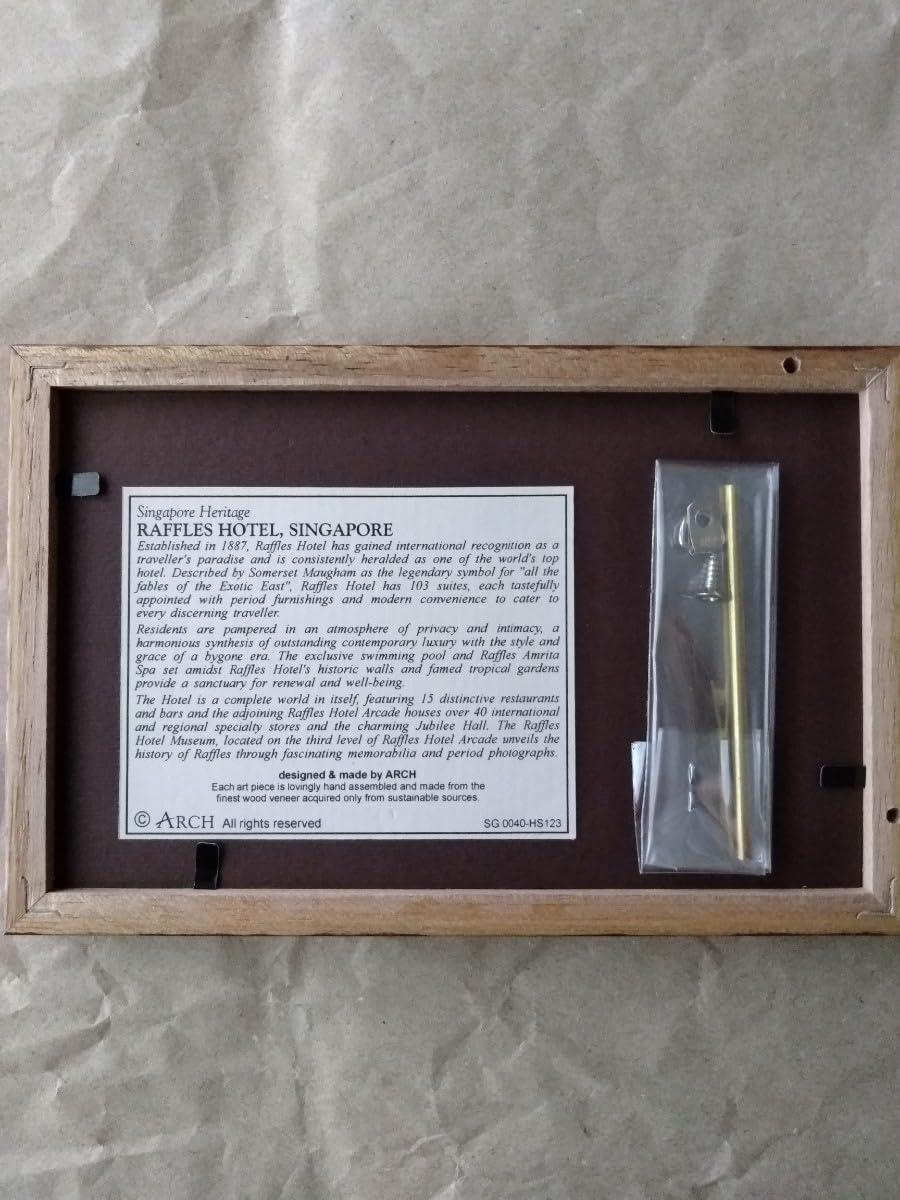 Singapore Heritage
RAFFLES HOTEL, SINGAPORE
Established in 1887, Raffles Hotel has gained international recognition as a
traveller's paradise and is consistently heralded as one of the world's top
hotel. Described by Somerset Maugham as the legendary symbol for "all the
fables of the Exotic East", Raffles Hotel has 103 suites, each tastefully
appointed with period furnishings and modern convenience to cater to
every discerning traveller.
Residents are pampered in an atmosphere of privacy and intimacy, a
harmonious synthesis of outstanding contemporary luxury with the style and
grace of a bygone era. The exclusive swimming pool and Raffles Amrita
Spa set amidst Raffles Hotel's historic walls and famed tropical gardens
provide a sanctuary for renewal and well-being.
The Hotel is a complete world in itself, featuring 15 distinctive restaurants
and bars and the adjoining Raffles Hotel Arcade houses over 40 international
and regional specialty stores and the charming Jubilee Hall. The Raffles
Hotel Museum, located on the third level of Raffles Hotel Arcade unveils the
history of Raffles through fascinating memorabilia and period photographs.
designed & made by ARCH
Each art piece is lovingly hand assembled and made from the
finest wood veneer acquired only from sustainable sources.
© ARCH All rights reserved SG 0040-HS123